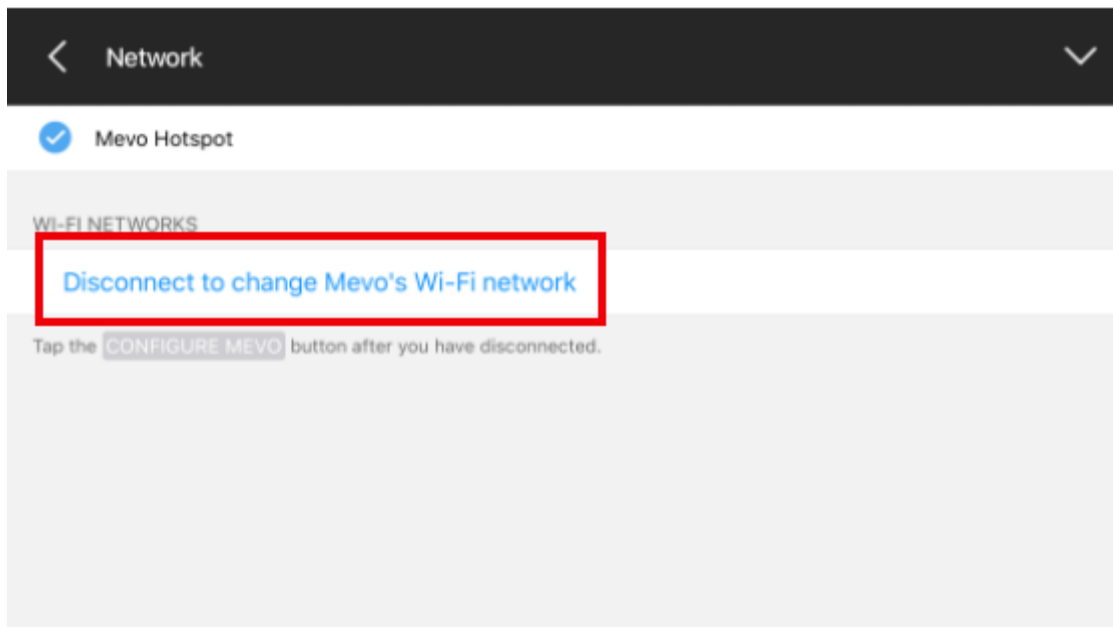 Network
Mevo Hotspot
WI-FI NETWORKS
Disconnect to change Mevo's Wi-Fi network
Tap the CONFIGURE MEVO button after you have disconnected.